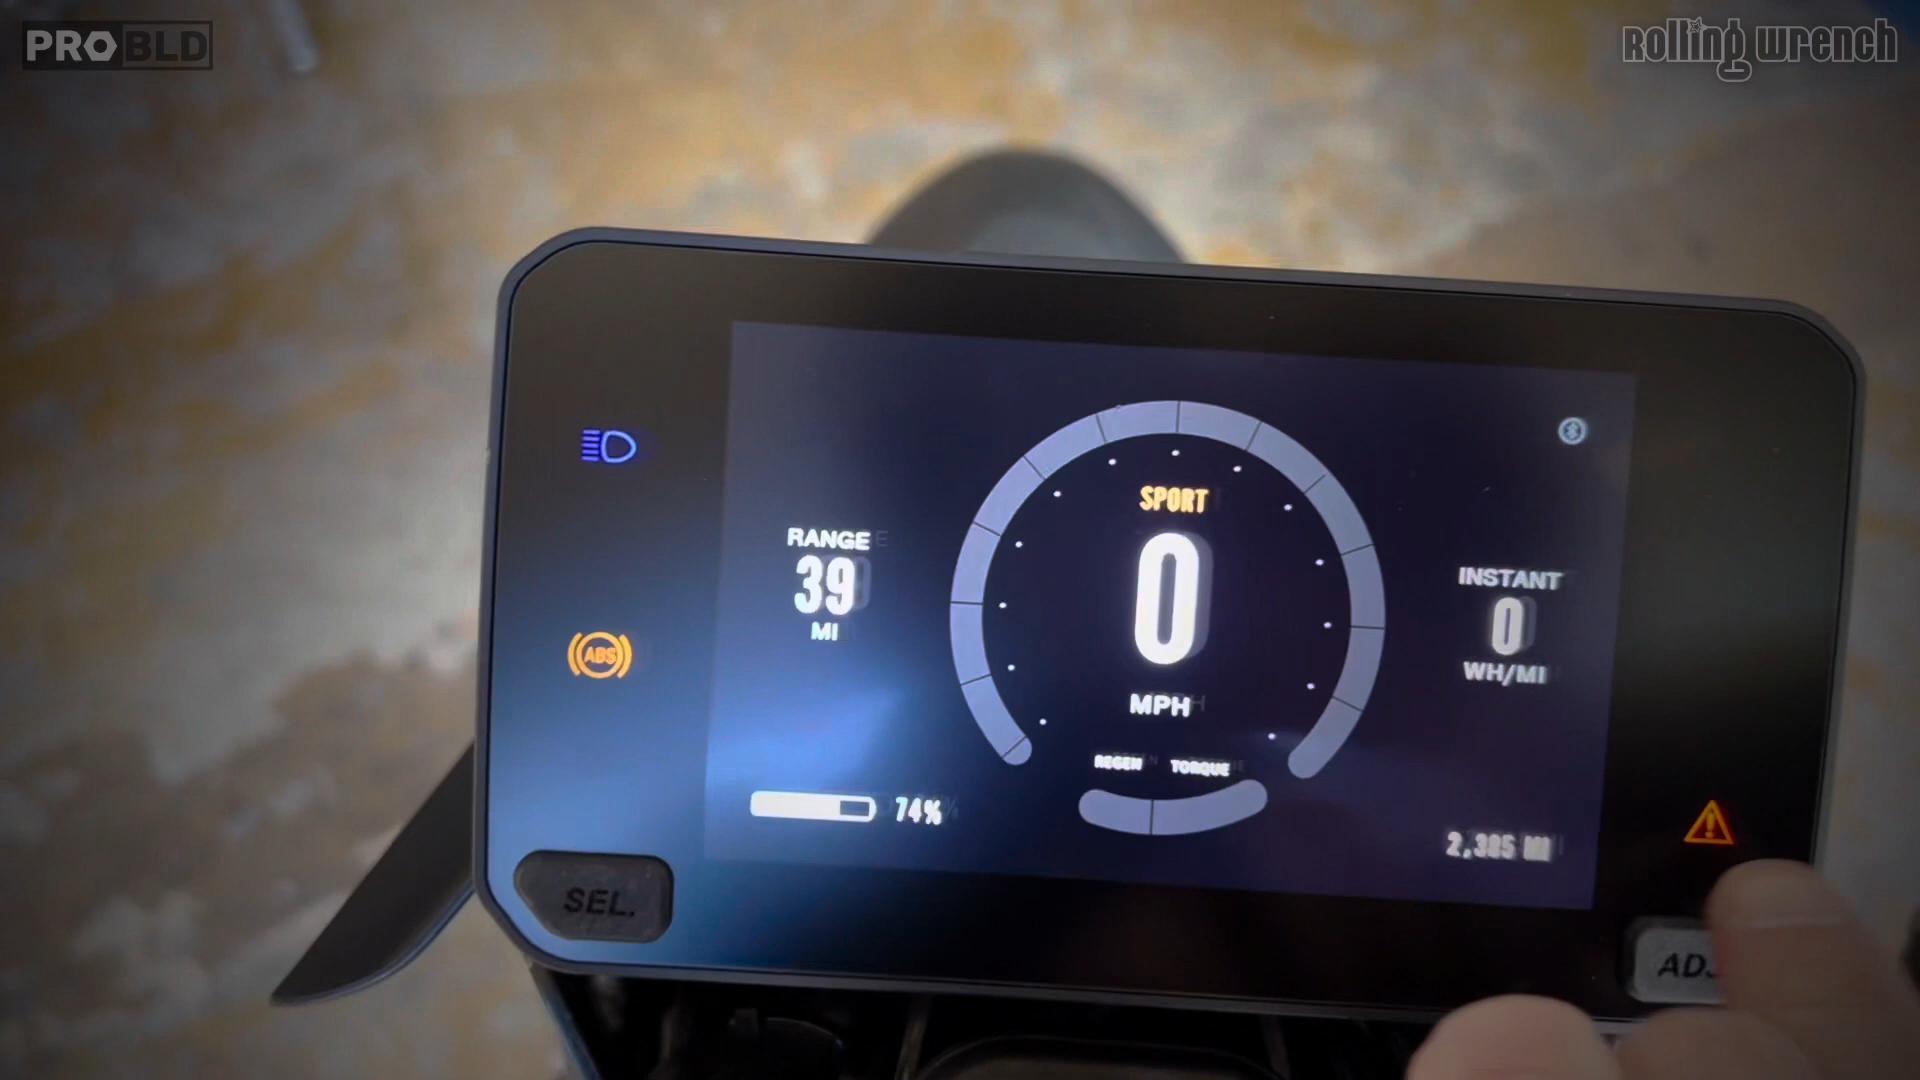 PRO BLD
Rolling Wrench
SPORT
RANGE
39
MI
0
MPH
INSTANT
0
WH/MI
ABS
REGEN TORQUE
74%
2,385 MI
SEL.
ADJ